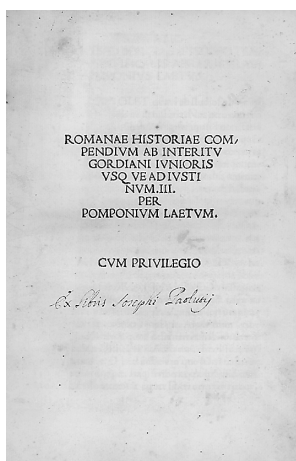 ROMANAE HISTORIAE COM,
PENDIVM AB INTERITV
GORDIANI IVNIORIS
VSQ VE AD IVSTI
NVM.III.
PER
POMPONIVM LAETVM.
CVM PRIVILEGIO
Ex libris Josephi Paolucij